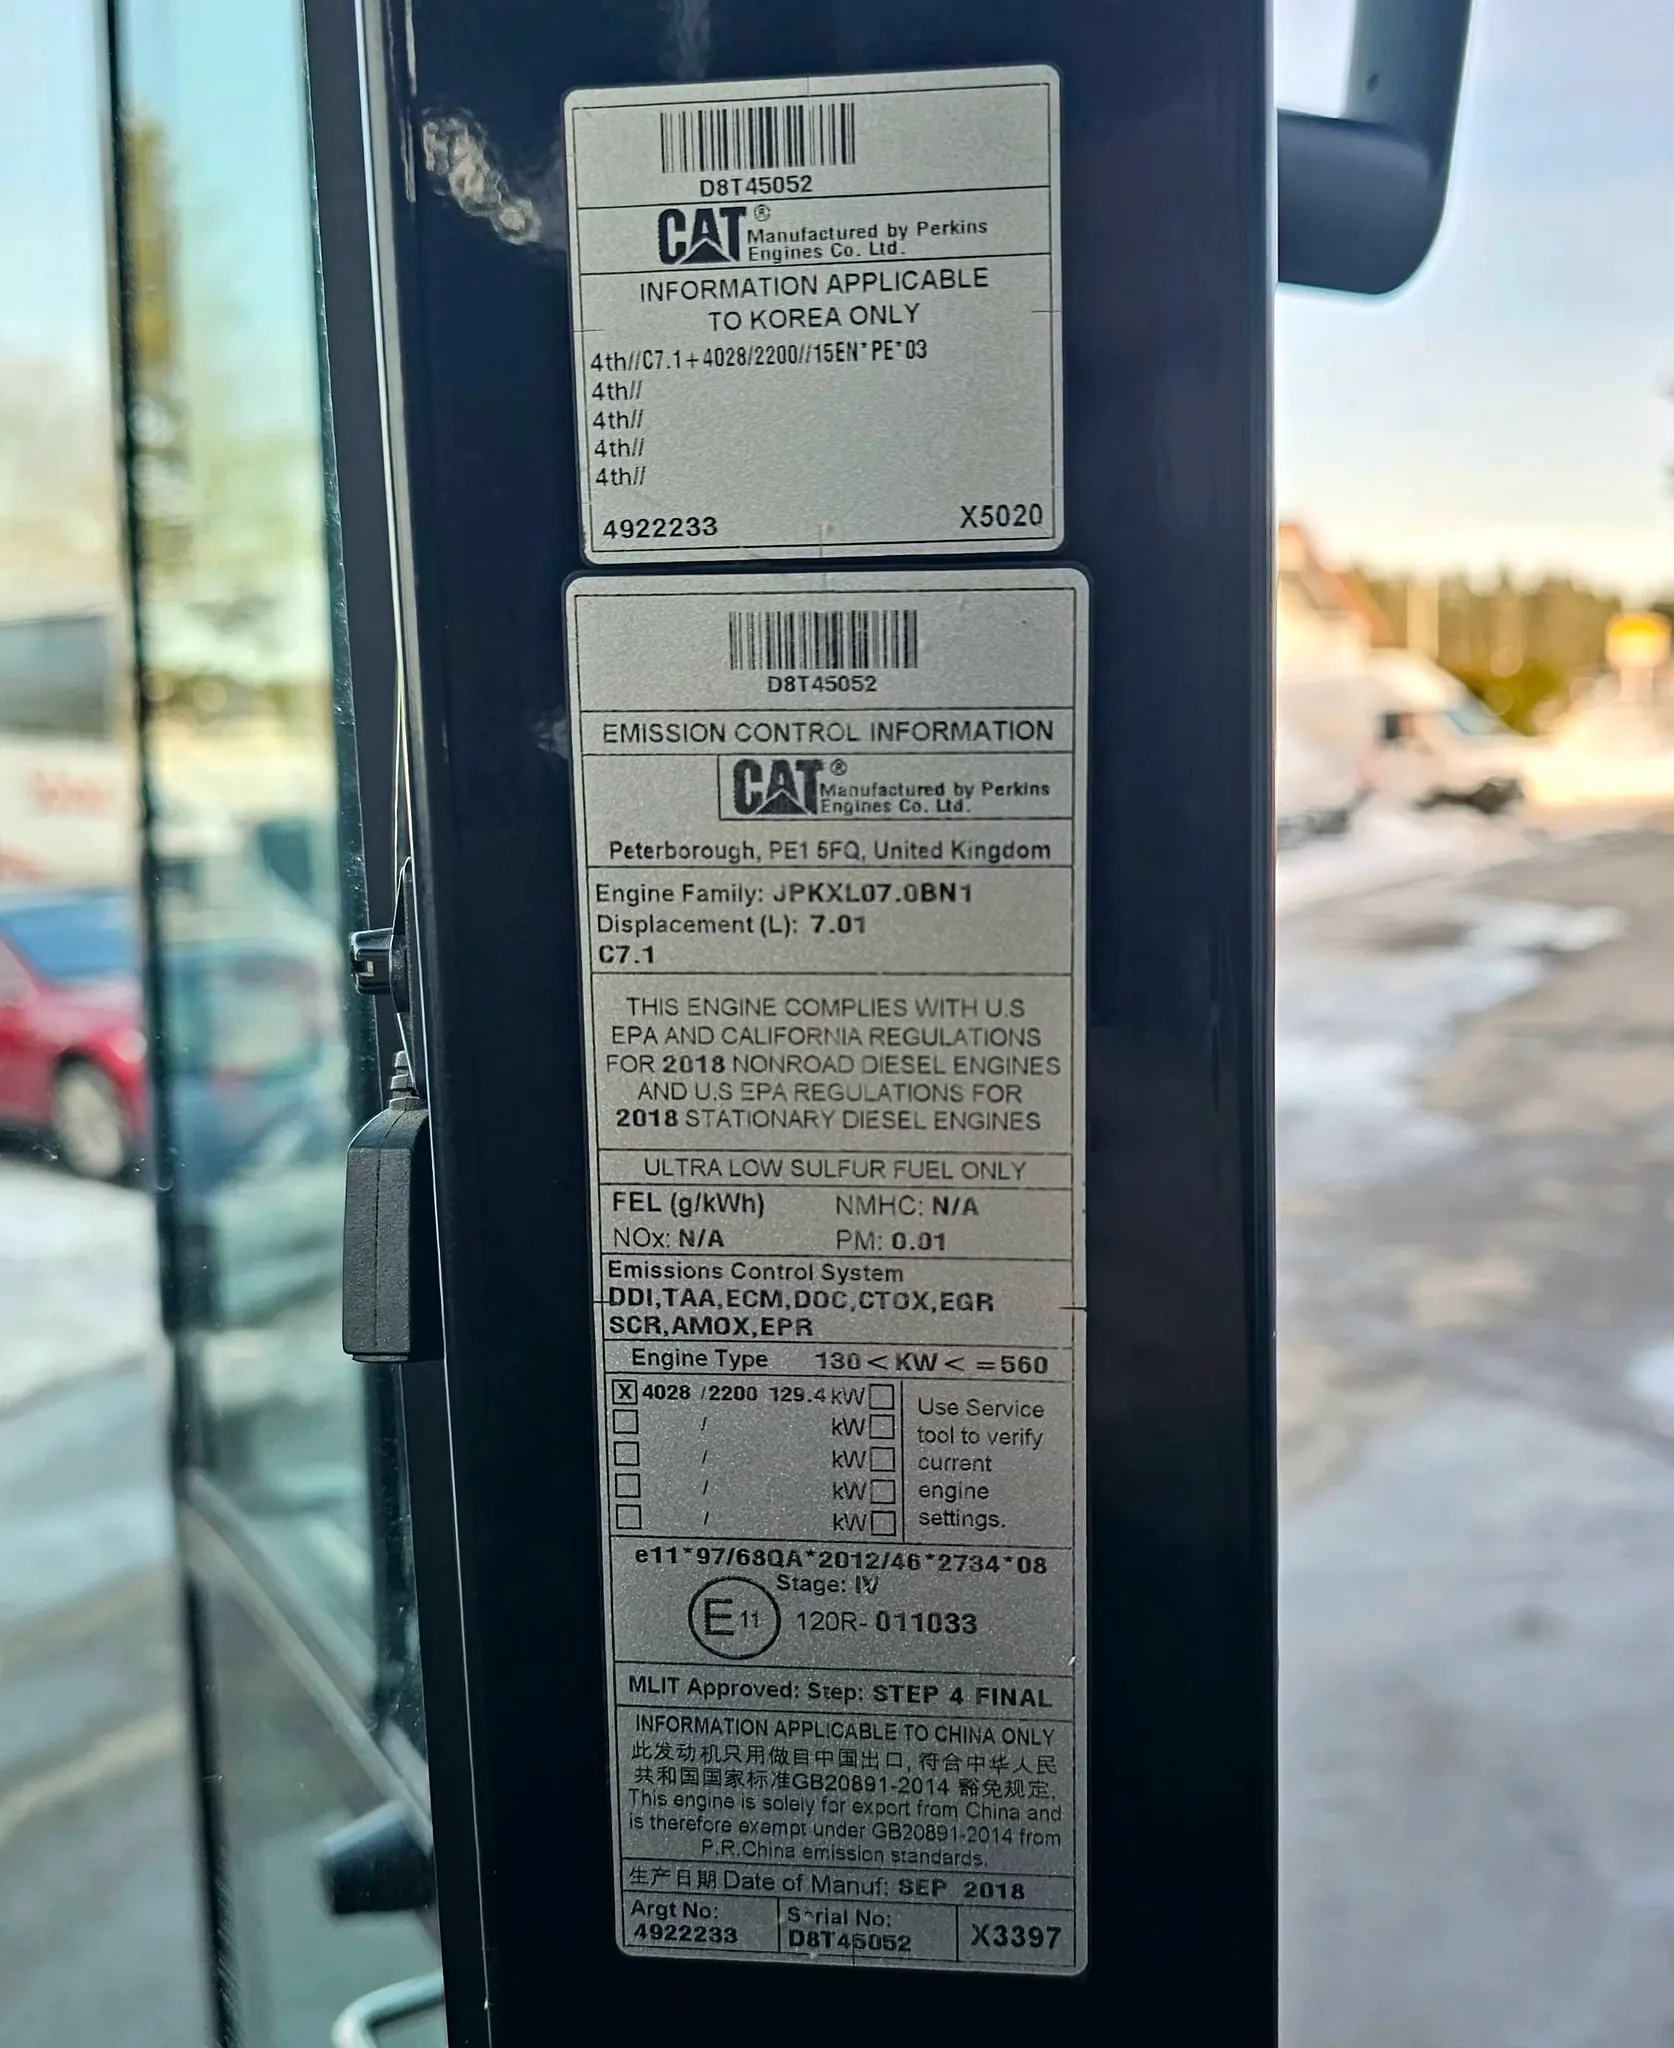 D8T45052
CAT® Manufactured by Perkins
Engines Co. Ltd.
INFORMATION APPLICABLE
TO KOREA ONLY
4th//C7.1+4028/2200//15EN*PE*03
4th//
4th//
4th//
4th//
4922233 X5020
D8T45052
EMISSION CONTROL INFORMATION
CAT® Manufactured by Perkins
Engines Co. Ltd.
Peterborough, PE1 5FQ, United Kingdom
Engine Family: JPKXL07.0BN1
Displacement (L): 7.01
C7.1
THIS ENGINE COMPLIES WITH U.S
EPA AND CALIFORNIA REGULATIONS
FOR 2018 NONROAD DIESEL ENGINES
AND U.S EPA REGULATIONS FOR
2018 STATIONARY DIESEL ENGINES
ULTRA LOW SULFUR FUEL ONLY
FEL (g/kWh) NMHC: N/A
NOx: N/A PM: 0.01
Emissions Control System
DDI,TAA,ECM,DOC,CTOX,EGR
SCR,AMOX,EPR
Engine Type 130<KW<=560
X 4028 /2200 129.4 kW
/ kW
/ kW
/ kW
/ kW
Use Service
tool to verify
current
engine
settings.
e11*97/68QA*2012/46*2734*08
Stage: IV
E 11 120R- 011033
MLIT Approved: Step: STEP 4 FINAL
INFORMATION APPLICABLE TO CHINA ONLY
此发动机只用做自中国出口, 符合中华人民
共和国国家标准GB20891-2014 豁免规定.
This engine is solely for export from China and
is therefore exempt under GB20891-2014 from
P.R.China emission standards.
生产日期 Date of Manuf: SEP 2018
Argt No:
4922233
Serial No:
D8T45052
X3397